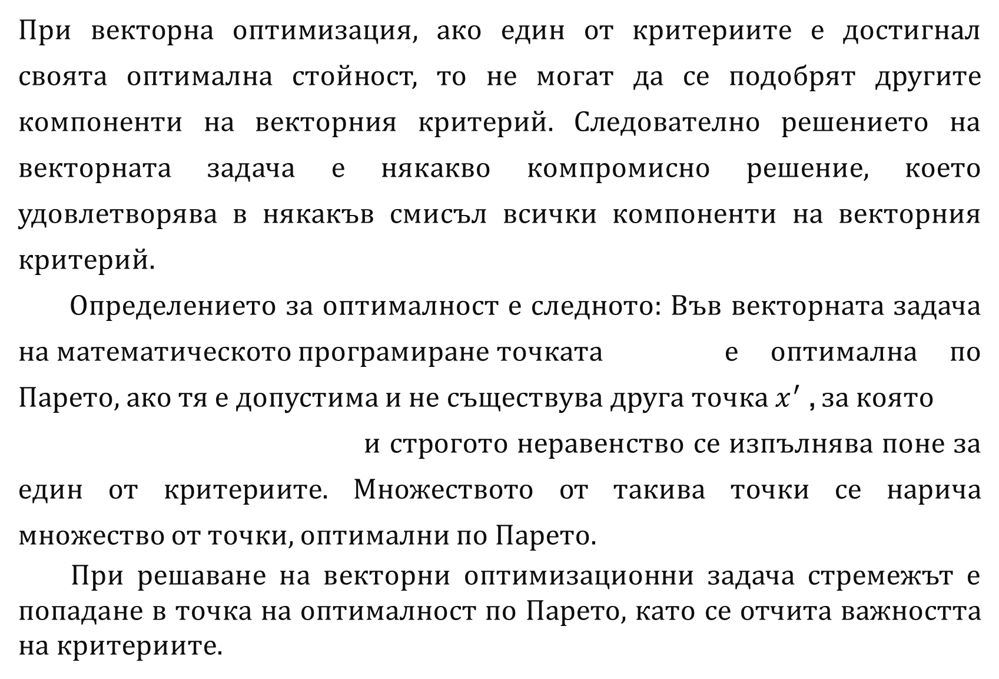 При векторна оптимизация, ако един от критериите е достигнал
своята оптимална стойност, то не могат да се подобрят другите
компоненти на векторния критерий. Следователно решението на
векторната задача е някакво компромисно решение, което
удовлетворява в някакъв смисъл всички компоненти на векторния
критерий.
Определението за оптималност е следното: Във векторната задача
на математическото програмиране точката е оптимална по
Парето, ако тя е допустима и не съществува друга точка x′ , за която
и строгото неравенство се изпълнява поне за
един от критериите. Множеството от такива точки се нарича
множество от точки, оптимални по Парето.
При решаване на векторни оптимизационни задача стремежът е
попадане в точка на оптималност по Парето, като се отчита важността
на критериите.